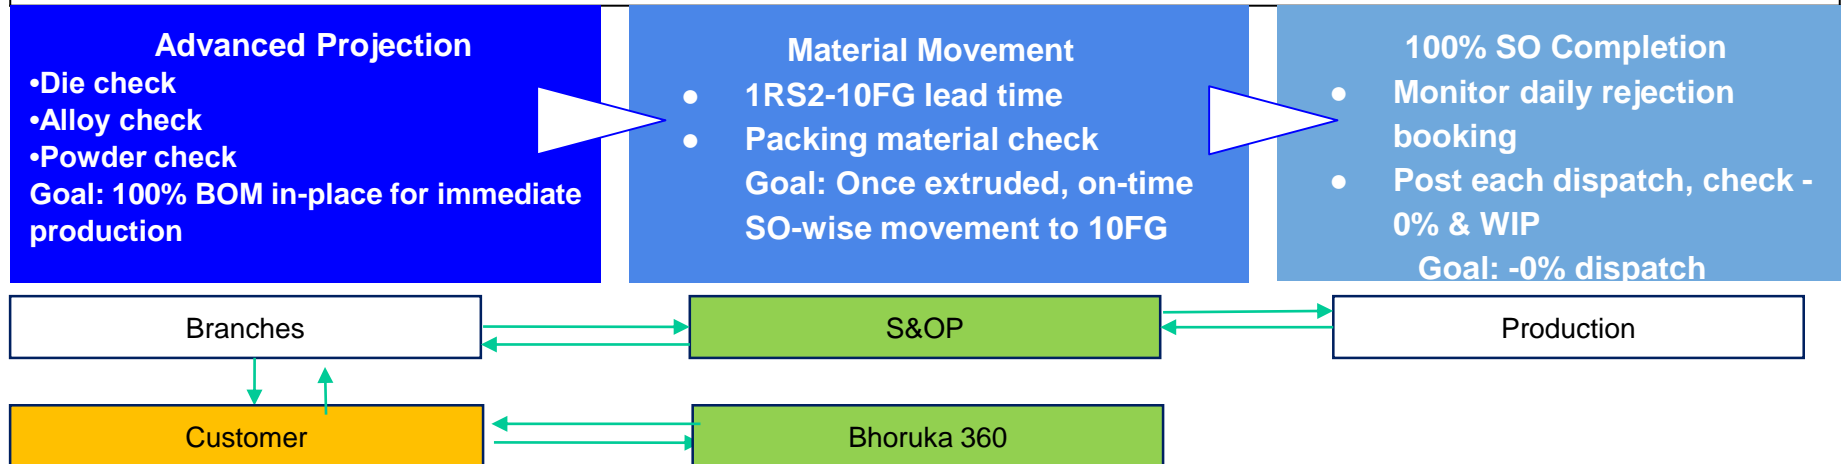 Advanced Projection
•Die check
•Alloy check
•Powder check
Goal: 100% BOM in-place for immediate
production
Material Movement
● 1RS2-10FG lead time
● Packing material check
Goal: Once extruded, on-time
SO-wise movement to 10FG
100% SO Completion
● Monitor daily rejection
booking
● Post each dispatch, check -
0% & WIP
Goal: -0% dispatch
Branches
S&OP
Production
Customer
Bhoruka 360